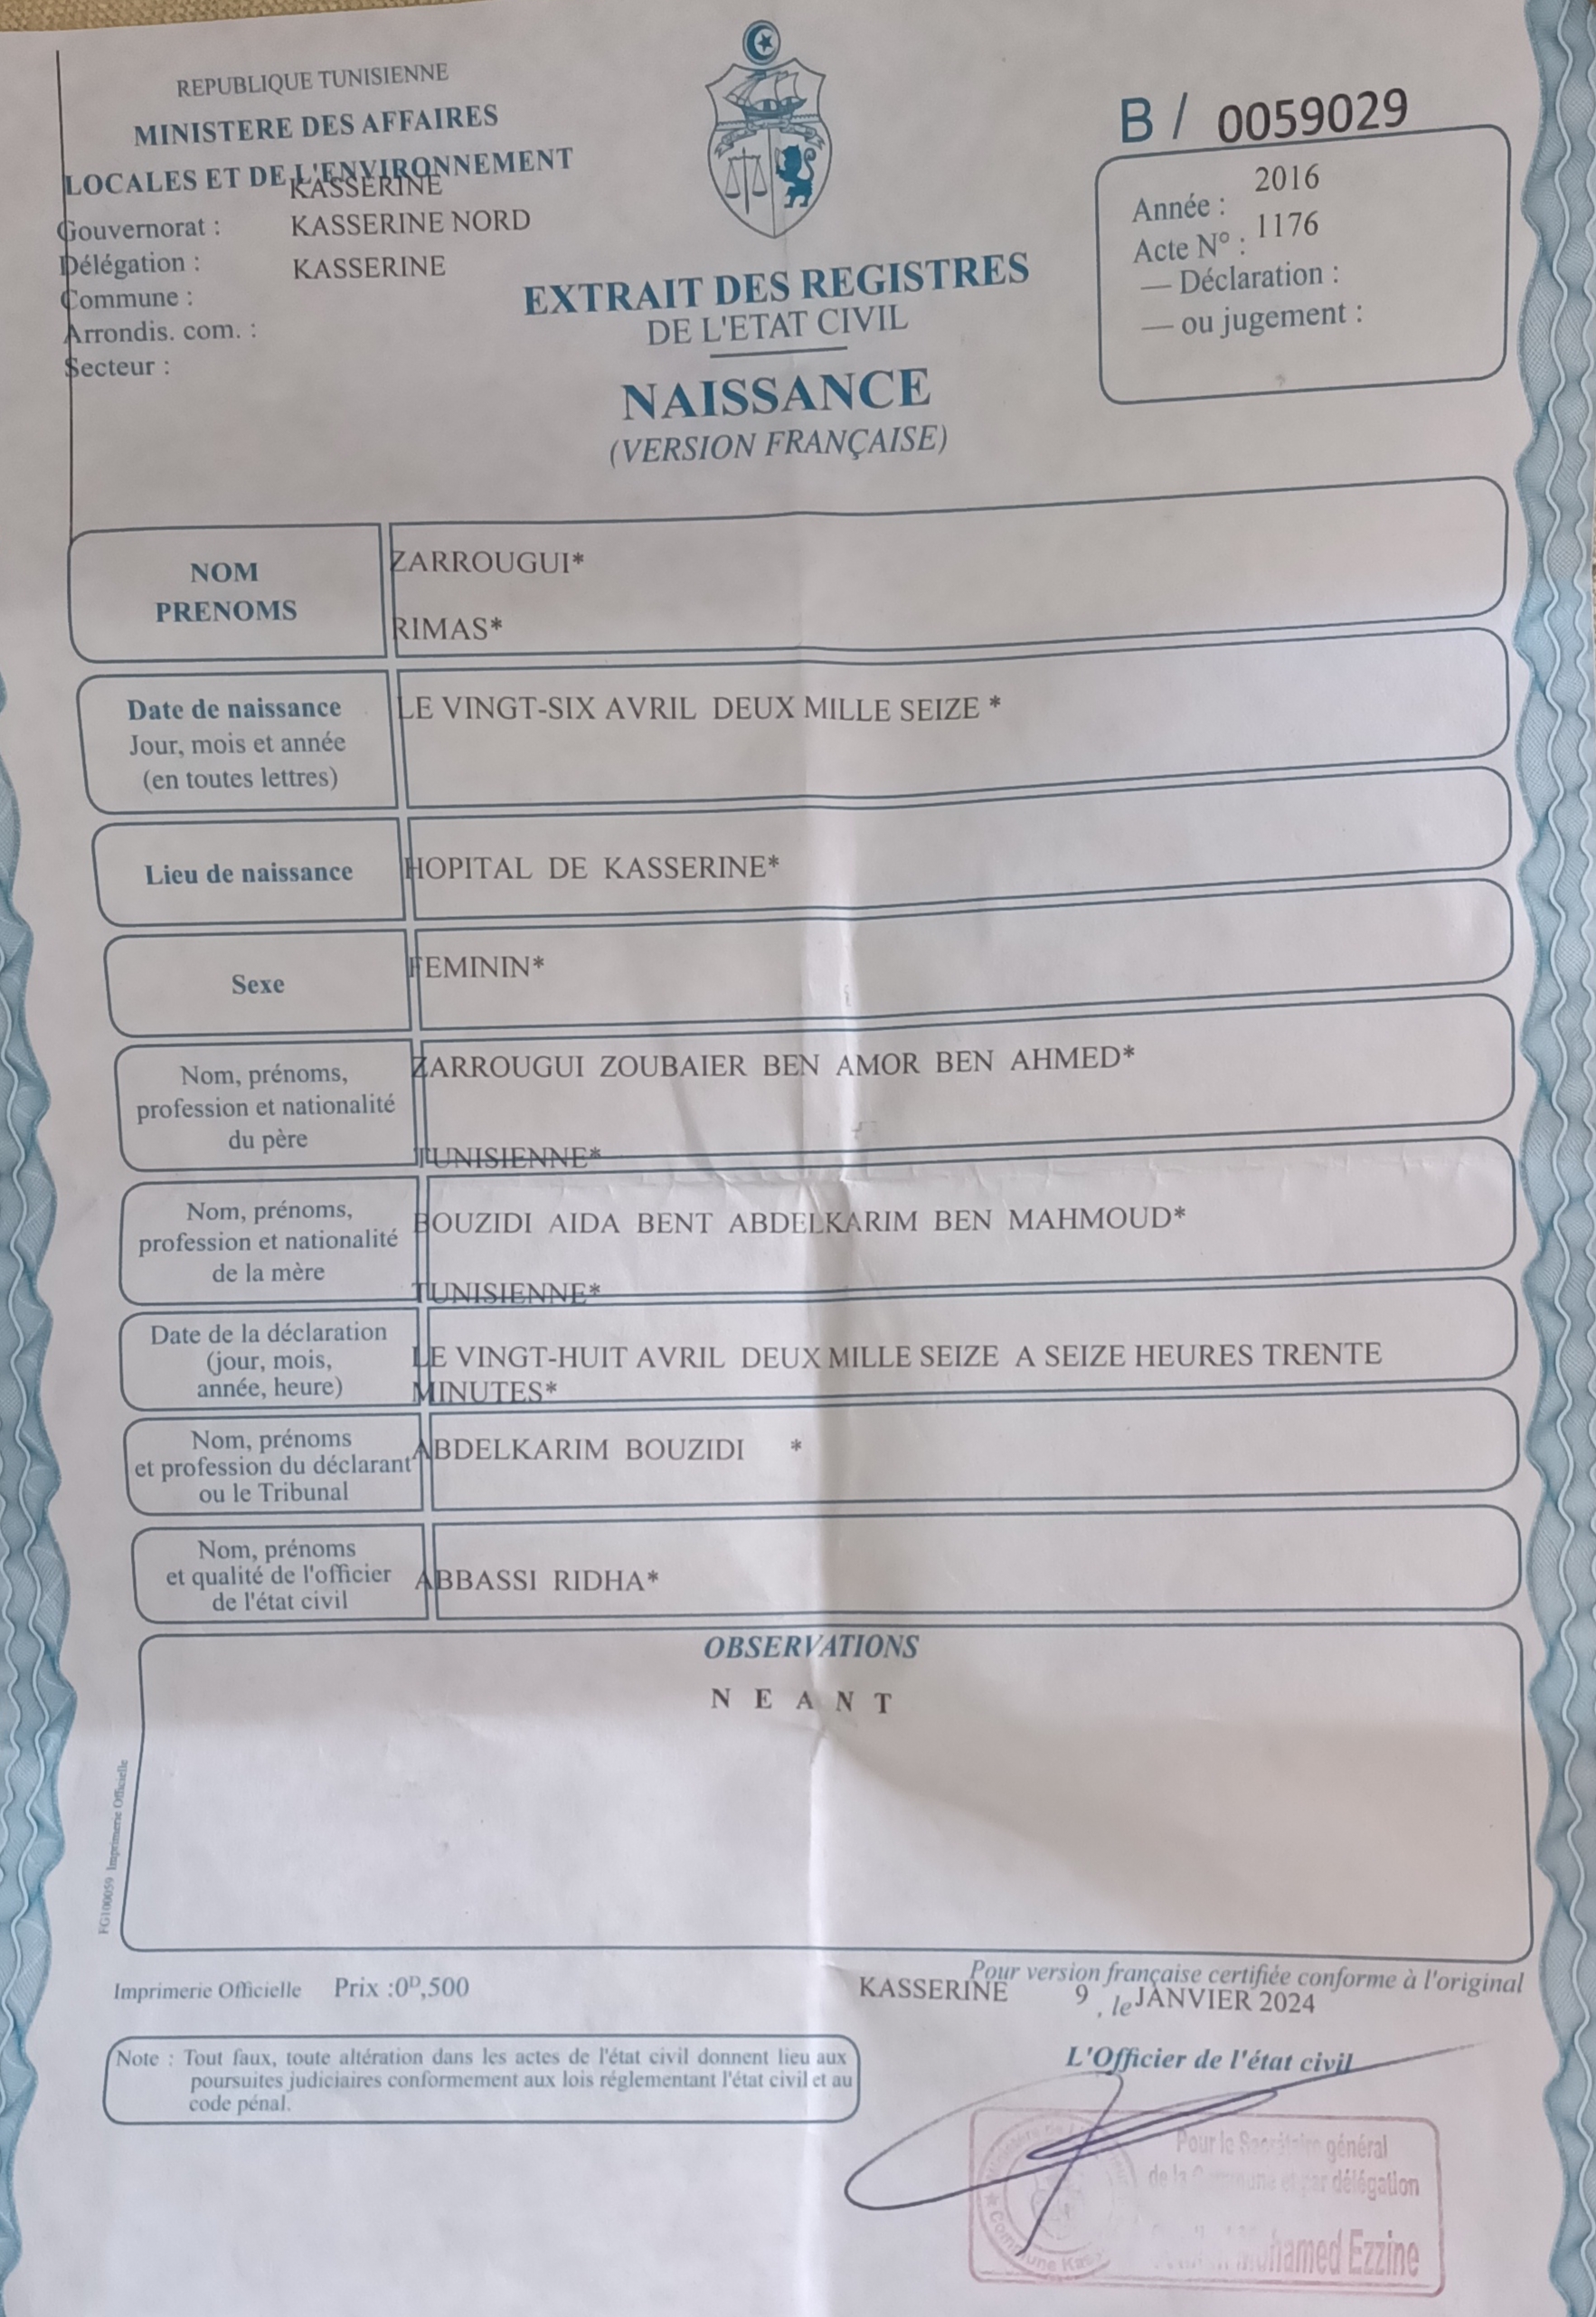 REPUBLIQUE TUNISIENNE
MINISTERE DES AFFAIRES
LOCALES ET DE L'ENVIRONNEMENT
KASSERINE
Gouvernorat : KASSERINE NORD
Délégation : KASSERINE
Commune :
Arrondis. com. :
Secteur :
B / 0059029
Année : 2016
Acte N° : 1176
— Déclaration :
— ou jugement :
EXTRAIT DES REGISTRES
DE L'ETAT CIVIL
NAISSANCE
(VERSION FRANÇAISE)
NOM
PRENOMS
ZARROUGUI*
RIMAS*
Date de naissance
Jour, mois et année
(en toutes lettres)
LE VINGT-SIX AVRIL DEUX MILLE SEIZE *
Lieu de naissance
HOPITAL DE KASSERINE*
Sexe
FEMININ*
Nom, prénoms,
profession et nationalité
du père
ZARROUGUI ZOUBAIER BEN AMOR BEN AHMED*
TUNISIENNE*
Nom, prénoms,
profession et nationalité
de la mère
BOUZIDI AIDA BENT ABDELKARIM BEN MAHMOUD*
TUNISIENNE*
Date de la déclaration
(jour, mois,
année, heure)
LE VINGT-HUIT AVRIL DEUX MILLE SEIZE A SEIZE HEURES TRENTE
MINUTES*
Nom, prénoms
et profession du déclarant
ou le Tribunal
ABDELKARIM BOUZIDI *
Nom, prénoms
et qualité de l'officier
de l'état civil
ABBASSI RIDHA*
OBSERVATIONS
N E A N T
FG100059 Imprimerie Officielle
Imprimerie Officielle Prix :0ᴰ,500
Pour version française certifiée conforme à l'original
KASSERINE 9 , le JANVIER 2024
Note : Tout faux, toute altération dans les actes de l'état civil donnent lieu aux
poursuites judiciaires conformement aux lois réglementant l'état civil et au
code pénal.
L'Officier de l'état civil
Pour le Secrétaire général
de la Commune et par délégation
Mohamed Ezzine